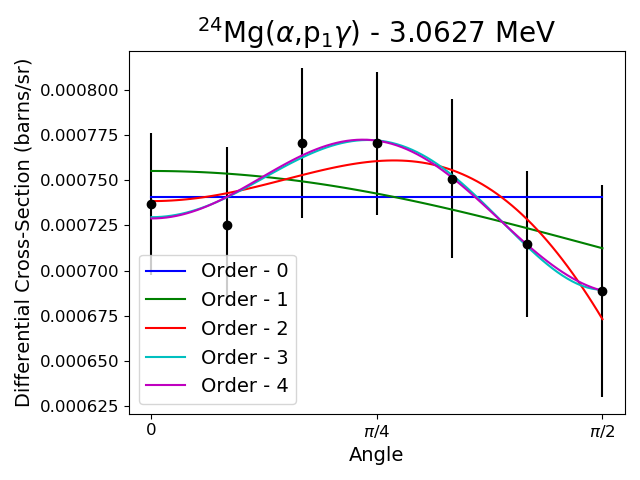 ²⁴Mg(α,p₁γ) - 3.0627 MeV
Differential Cross-Section (barns/sr)
0.000800
0.000775
0.000750
0.000725
0.000700
0.000675
0.000650
0.000625
Order - 0
Order - 1
Order - 2
Order - 3
Order - 4
0
π/4
π/2
Angle